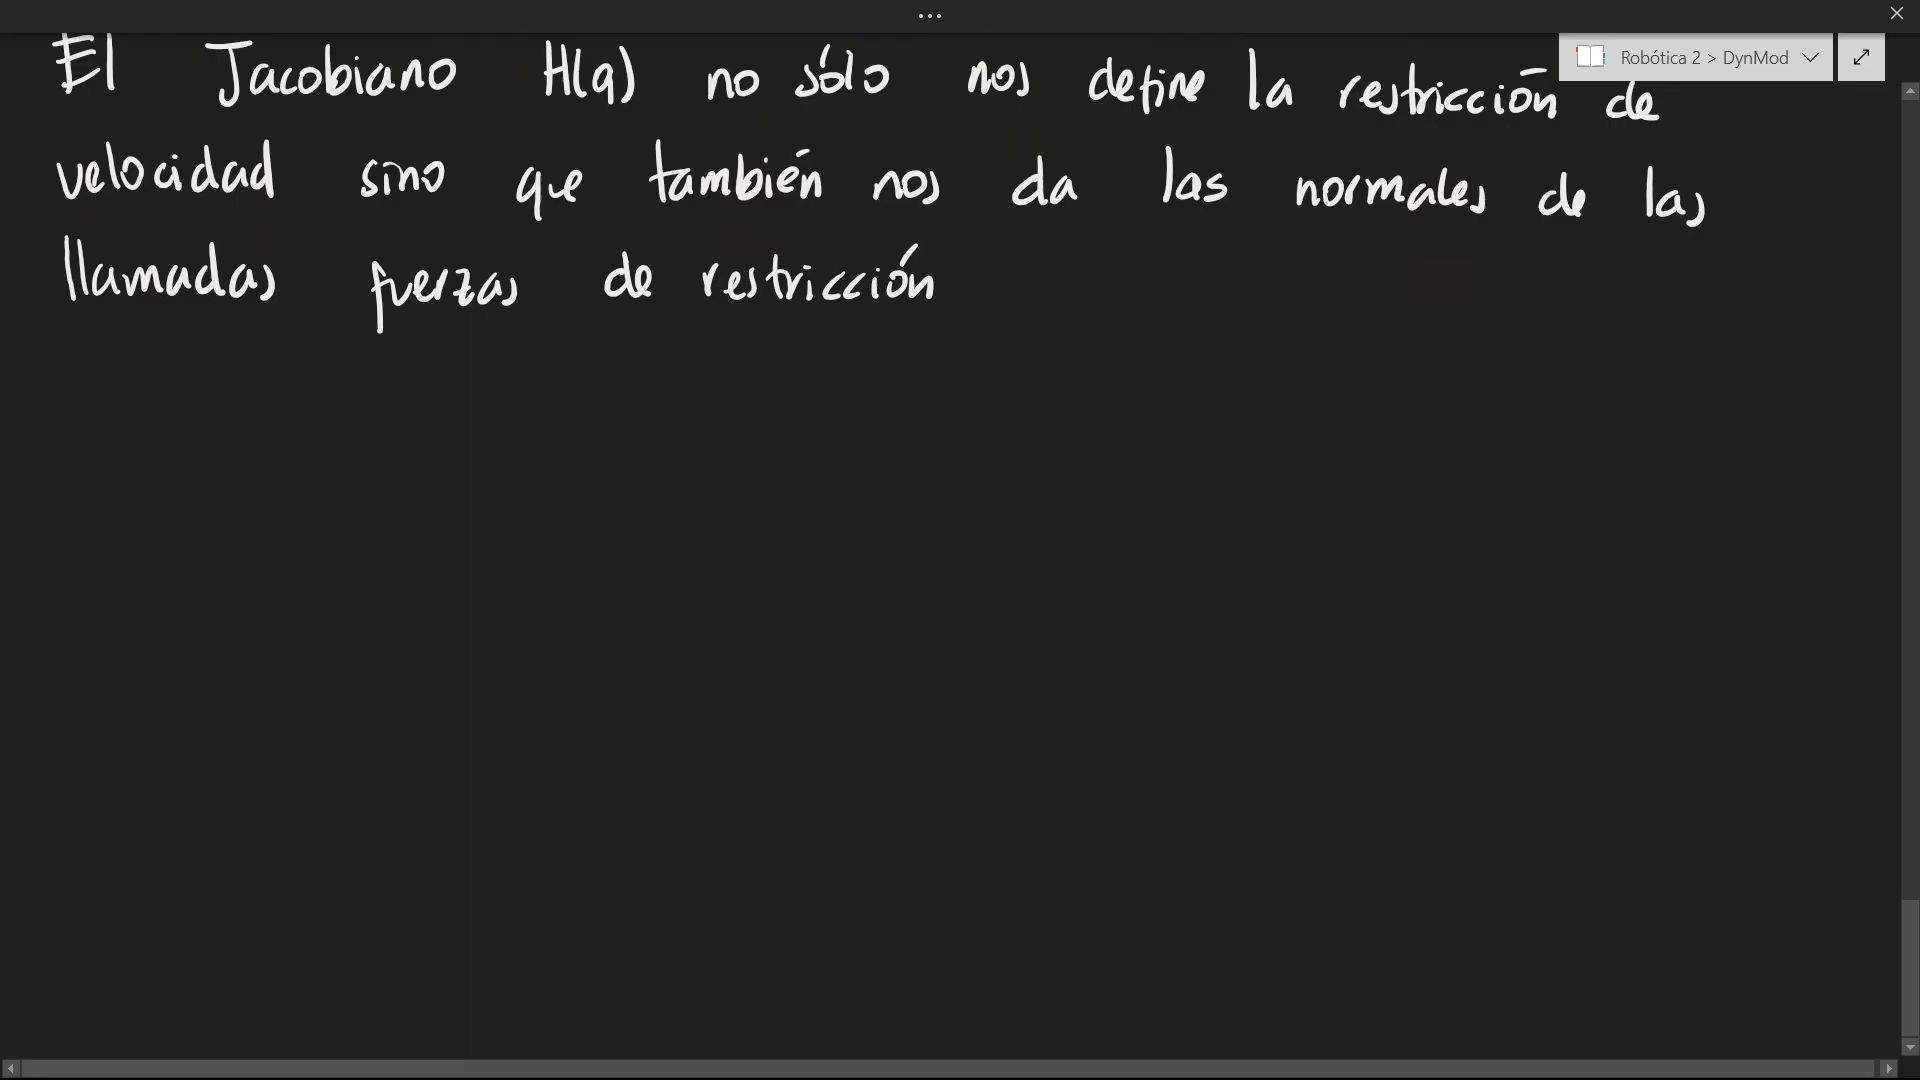 Robótica 2 > DynMod
El Jacobiano H(q) no sólo nos define la restricción de
velocidad sino que también nos da las normales de las
llamadas fuerzas de restricción